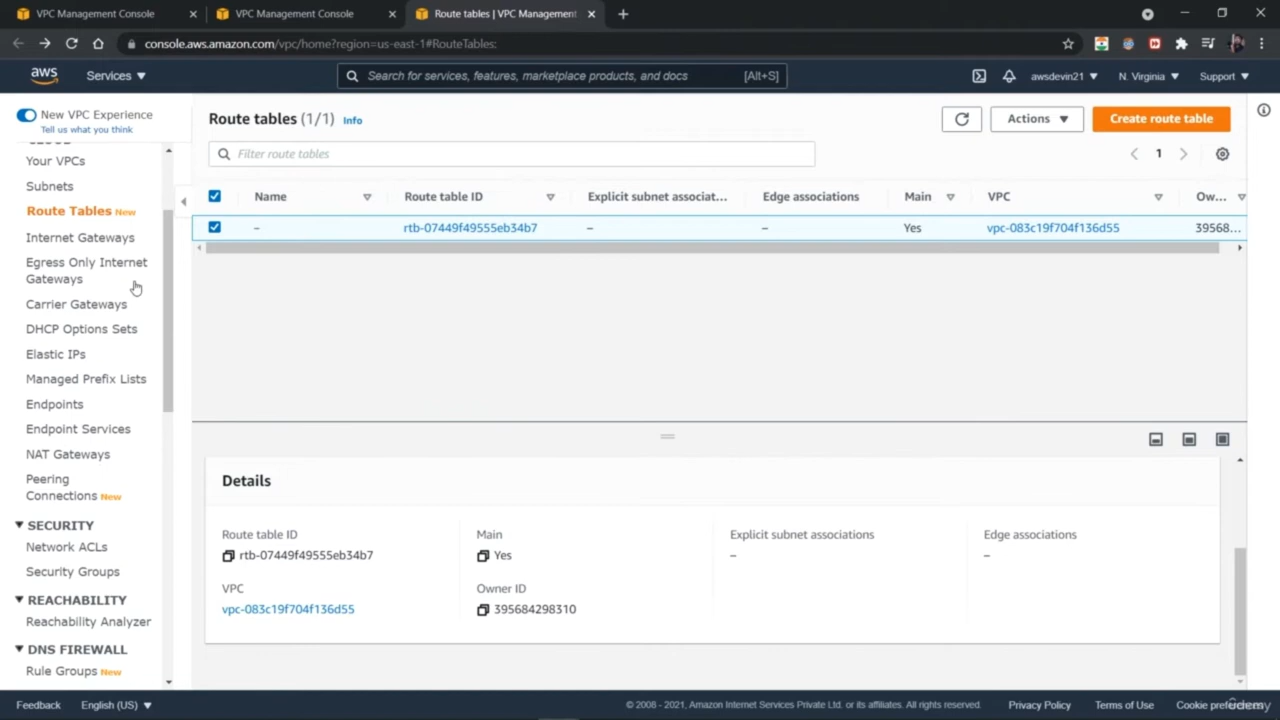 VPC Management Console
VPC Management Console
Route tables | VPC Management
console.aws.amazon.com/vpc/home?region=us-east-1#RouteTables:
aws
Services
Search for services, features, marketplace products, and docs
[Alt+S]
awsdevin21
N. Virginia
Support
New VPC Experience
Tell us what you think
Your VPCs
Subnets
Route Tables New
Internet Gateways
Egress Only Internet
Gateways
Carrier Gateways
DHCP Options Sets
Elastic IPs
Managed Prefix Lists
Endpoints
Endpoint Services
NAT Gateways
Peering
Connections New
SECURITY
Network ACLs
Security Groups
REACHABILITY
Reachability Analyzer
DNS FIREWALL
Rule Groups New
Route tables (1/1) Info
Actions
Create route table
Filter route tables
1
Name
Route table ID
Explicit subnet associat...
Edge associations
Main
VPC
Ow...
–
rtb-07449f49555eb34b7
–
–
Yes
vpc-083c19f704f136d55
39568...
Details
Route table ID
rtb-07449f49555eb34b7
Main
Yes
Explicit subnet associations
–
Edge associations
–
VPC
vpc-083c19f704f136d55
Owner ID
395684298310
Feedback
English (US)
© 2008 - 2021, Amazon Internet Services Private Ltd. or its affiliates. All rights reserved.
Privacy Policy
Terms of Use
Cookie preferences